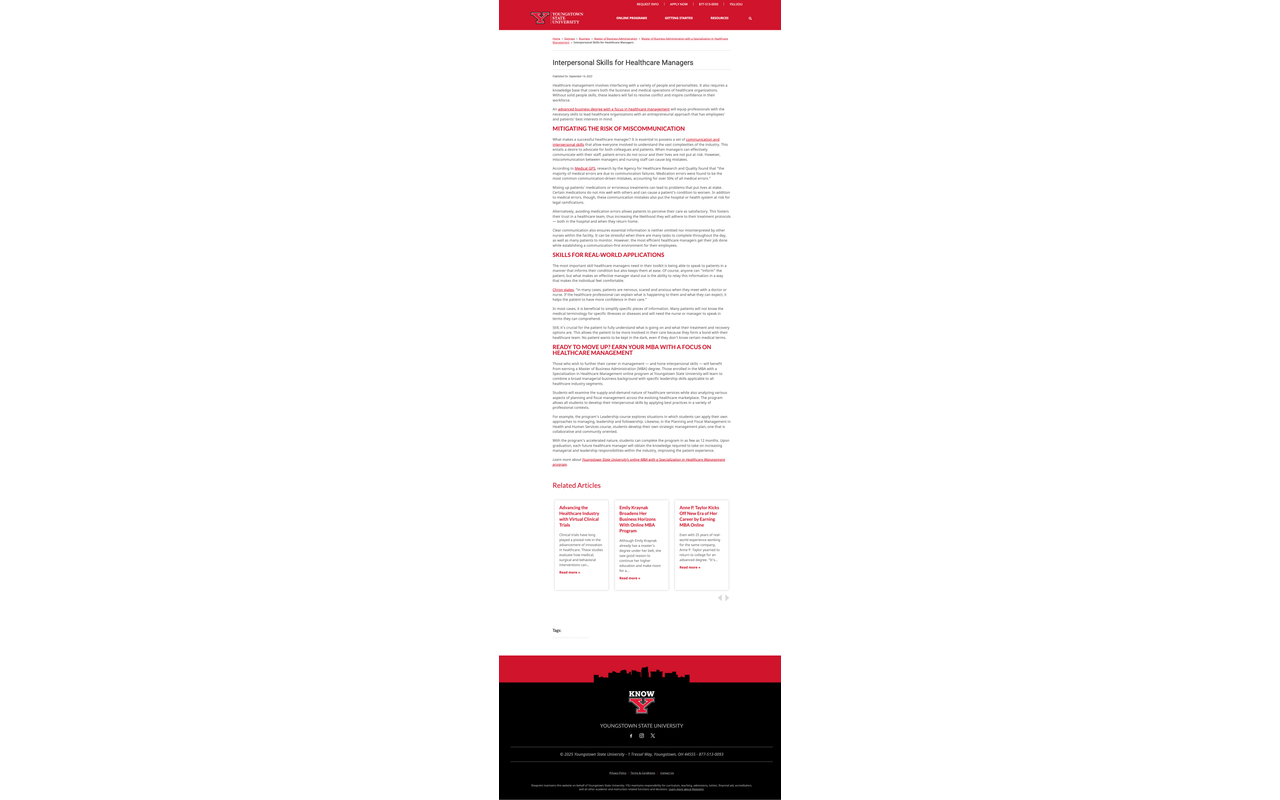 REQUEST INFO | APPLY NOW | 877-513-0093 | YSU.EDU
YOUNGSTOWN
STATE
UNIVERSITY
ONLINE PROGRAMS GETTING STARTED RESOURCES
Home » Degrees » Business » Master of Business Administration » Master of Business Administration with a Specialization in Healthcare
Management » Interpersonal Skills for Healthcare Managers
Interpersonal Skills for Healthcare Managers
Healthcare management involves interfacing with a variety of people and personalities. It also requires a
knowledge base that covers both the business and medical operations of healthcare organizations.
Without solid people skills, these leaders will fail to resolve conflict and inspire confidence in their
workforce.
An advanced business degree with a focus in healthcare management will equip professionals with the
necessary skills to lead healthcare organizations with an entrepreneurial approach that has employees'
and patients' best interests in mind.
MITIGATING THE RISK OF MISCOMMUNICATION
What makes a successful healthcare manager? It is essential to possess a set of communication and
interpersonal skills that allow everyone involved to understand the vast complexities of the industry. This
entails a desire to advocate for both colleagues and patients. When managers can effectively
communicate with their staff, patient errors do not occur and their lives are not put at risk. However,
miscommunication between managers and nursing staff can cause big mistakes.
According to Medical GPS, research by the Agency for Healthcare Research and Quality found that "the
majority of medical errors are due to communication failures. Medication errors were found to be the
most common communication-driven mistakes, accounting for over 50% of all medical errors."
Mixing up patients' medications or erroneous treatments can lead to problems that put lives at stake.
Certain medications do not mix well with others and can cause a patient's condition to worsen. In addition
to medical errors, though, these communication mistakes also put the hospital or health system at risk for
legal ramifications.
Alternatively, avoiding medication errors allows patients to perceive their care as satisfactory. This fosters
their trust in a healthcare team, thus increasing the likelihood they will adhere to their treatment protocols
— both in the hospital and when they return home.
Clear communication also ensures essential information is neither omitted nor misinterpreted by other
nurses within the facility. It can be stressful when there are many tasks to complete throughout the day,
as well as many patients to monitor. However, the most efficient healthcare managers get their job done
while establishing a communication-first environment for their employees.
SKILLS FOR REAL-WORLD APPLICATIONS
The most important skill healthcare managers need in their toolkit is being able to speak to patients in a
manner that informs their condition but also keeps them at ease. Of course, anyone can "inform" the
patient, but what makes an effective manager stand out is the ability to relay this information in a way
that makes the individual feel comfortable.
Chron states, "In many cases, patients are nervous, scared and anxious when they meet with a doctor or
nurse. If the healthcare professional can explain what is happening to them and what they can expect, it
helps the patient to have more confidence in their care."
In most cases, it is beneficial to simplify specific pieces of information. Many patients will not know the
medical terminology for specific illnesses or diseases and will need the nurse or manager to speak in
terms they can comprehend.
Still, it's crucial for the patient to fully understand what is going on and what their treatment and recovery
options are. This allows the patient to be more involved in their care because they form a bond with their
healthcare team. No patient wants to be kept in the dark, even if they don't know certain medical terms.
READY TO MOVE UP? EARN YOUR MBA WITH A FOCUS ON
HEALTHCARE MANAGEMENT
Those who wish to further their career in management — and hone interpersonal skills — will benefit
from earning a Master of Business Administration (MBA) degree. Those enrolled in the MBA with a
Specialization in Healthcare Management online program at Youngstown State University will learn to
combine a broad managerial business background with specific leadership skills applicable to all
healthcare industry segments.
Students will examine the supply-and-demand nature of healthcare services while also analyzing various
aspects of planning and fiscal management across the evolving healthcare marketplace. The program
allows all students to develop their interpersonal skills by applying best practices in a variety of
professional contexts.
For example, the program's Leadership course explores situations in which students can apply their own
approaches to managing, leadership and followership. Likewise, in the Planning and Fiscal Management in
Health and Human Services course, students develop their own strategic management plan, one that is
collaborative and community-oriented.
With the program's accelerated nature, students can complete the program in as few as 12 months. Upon
graduation, each future healthcare manager will obtain the knowledge required to take on increasing
managerial and leadership responsibilities within the industry, improving the patient experience.
Learn more about Youngstown State University's online MBA with a Specialization in Healthcare Management
program.
Related Articles
Advancing the
Healthcare Industry
with Virtual Clinical
Trials
Clinical trials have long
played a pivotal role in the
advancement of innovation
in healthcare. These studies
evaluate how medical,
surgical and behavioral
interventions can...
Read more »
Emily Kraynak
Broadens Her
Business Horizons
With Online MBA
Program
Although Emily Kraynak
already has a master's
degree under her belt, she
saw good reason to
continue her higher
education and make room
for a...
Read more »
Anne P. Taylor Kicks
Off New Era of Her
Career by Earning
MBA Online
Even with 25 years of real-
world experience working
for the same company,
Anne P. Taylor yearned to
return to college for an
advanced degree. "It's...
Read more »
Tags:
KNOW
Y
YOUNGSTOWN STATE UNIVERSITY
© 2025 Youngstown State University - 1 Tressel Way, Youngstown, OH 44555 - 877-513-0093
Privacy Policy Terms & Conditions Contact Us